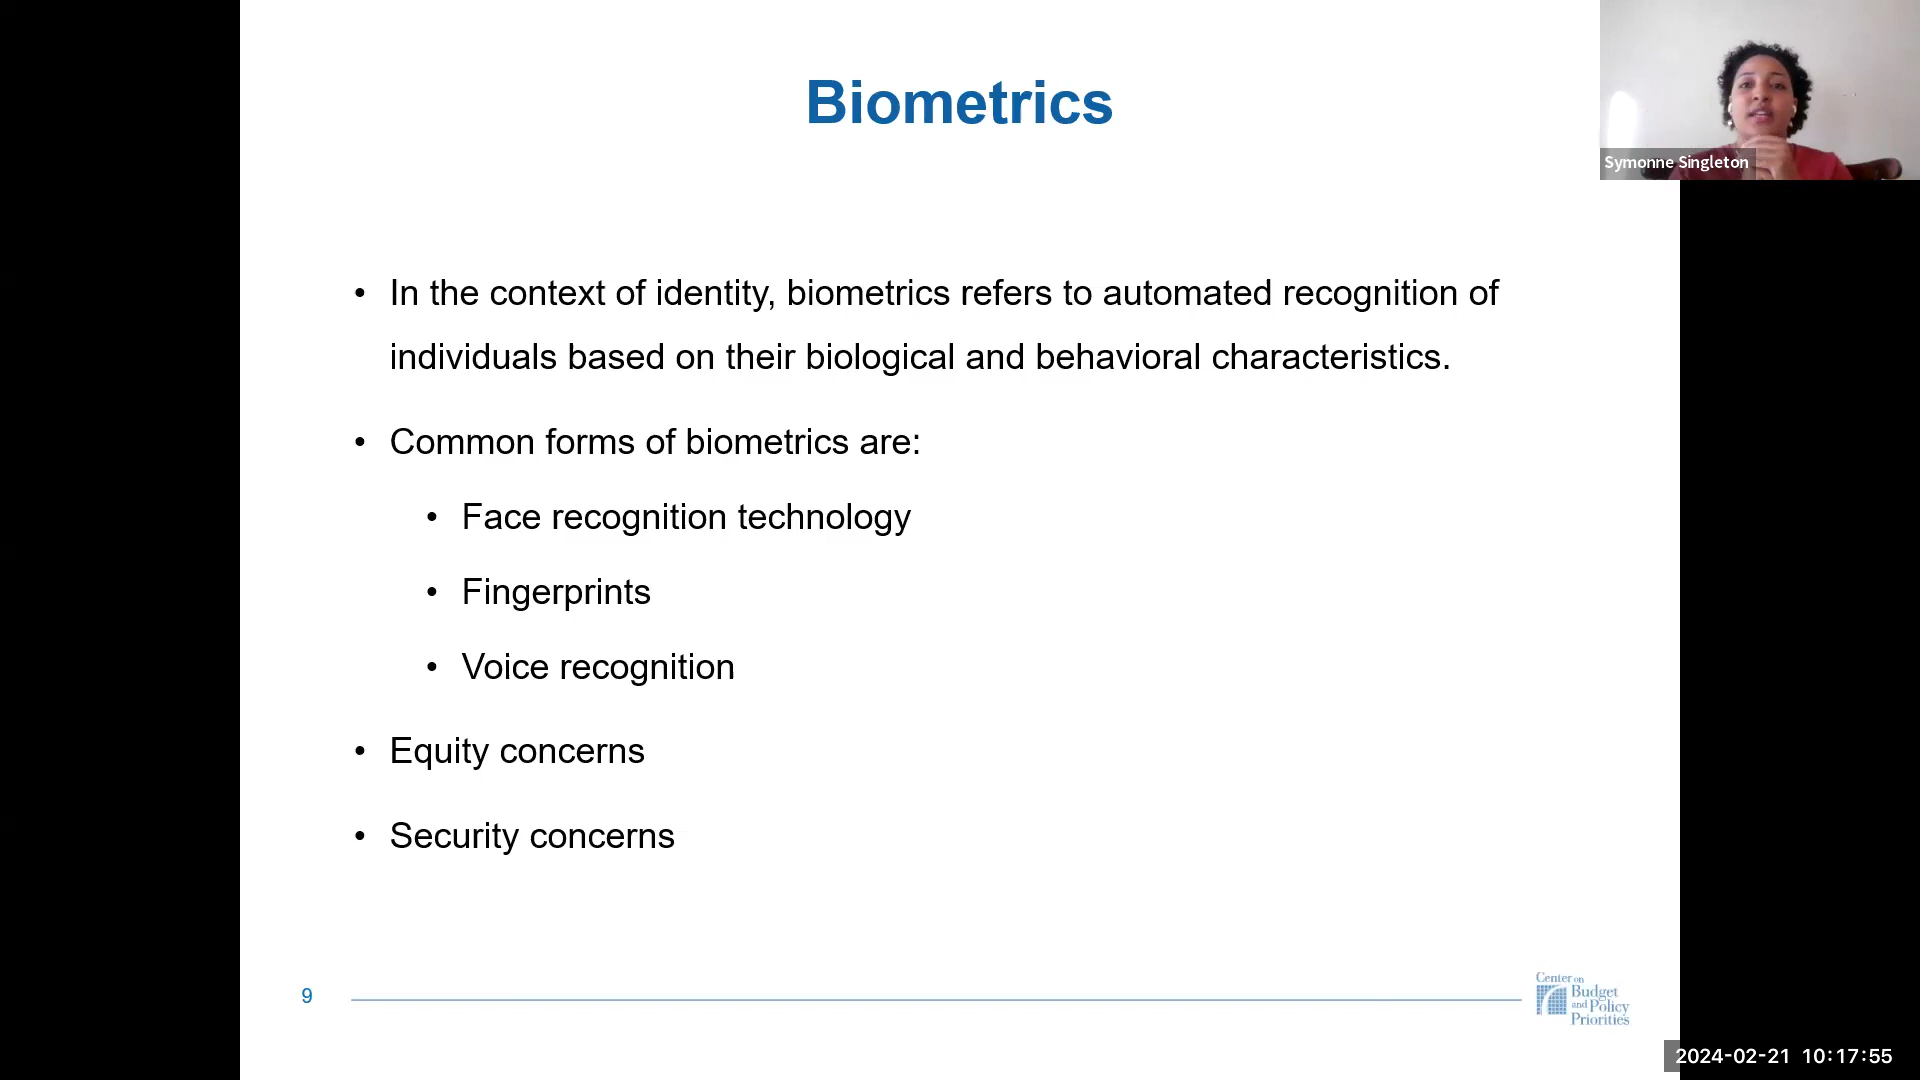 Biometrics
Symonne Singleton
• In the context of identity, biometrics refers to automated recognition of
individuals based on their biological and behavioral characteristics.
• Common forms of biometrics are:
• Face recognition technology
• Fingerprints
• Voice recognition
• Equity concerns
• Security concerns
9
Center on
Budget
and Policy
Priorities
2024-02-21 10:17:55